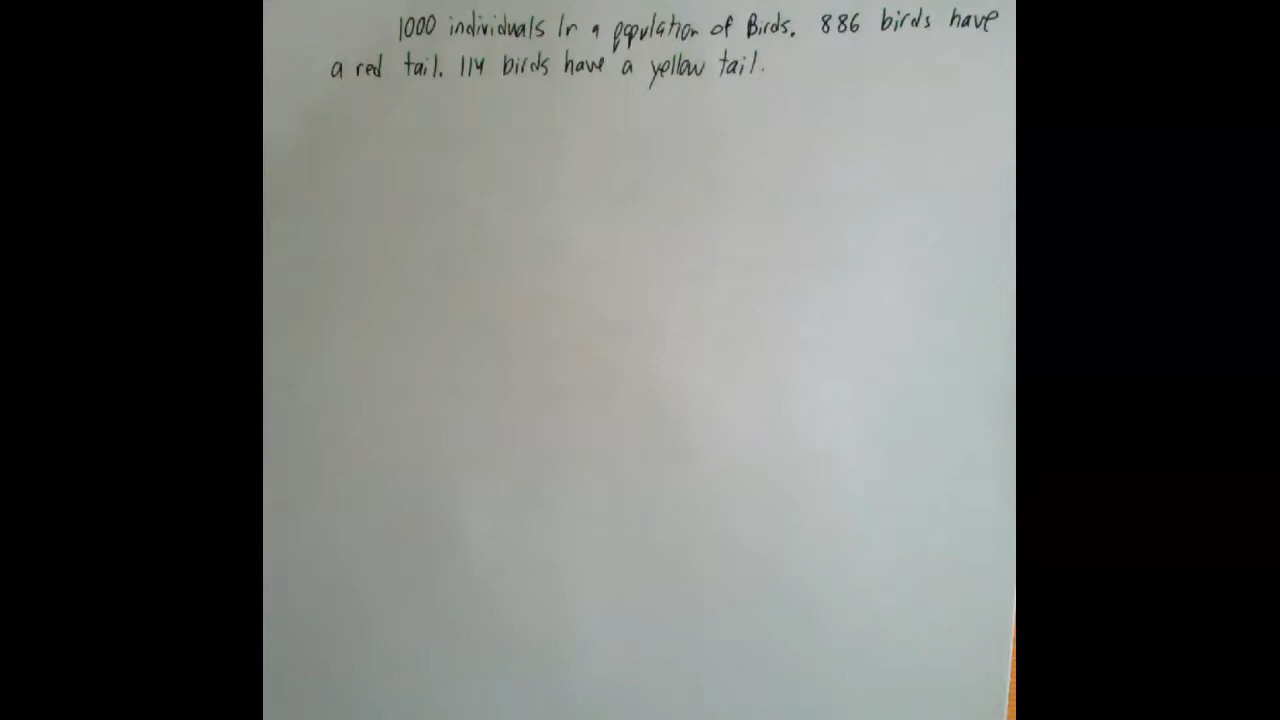 1000 individuals In a population of Birds. 886 birds have
a red tail. 114 birds have a yellow tail.